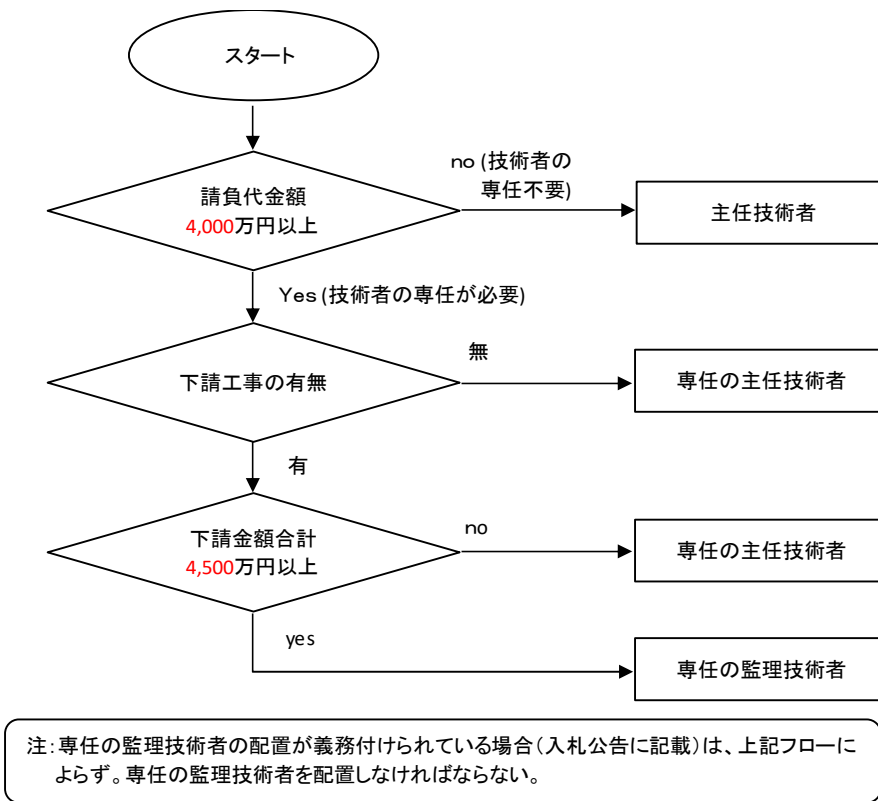 スタート
no (技術者の
専任不要)
請負代金額
4,000万円以上
主任技術者
Yes (技術者の専任が必要)
無
下請工事の有無
専任の主任技術者
有
下請金額合計
4,500万円以上
no
専任の主任技術者
yes
専任の監理技術者
注:専任の監理技術者の配置が義務付けられている場合(入札公告に記載)は、上記フローに
よらず。専任の監理技術者を配置しなければならない。